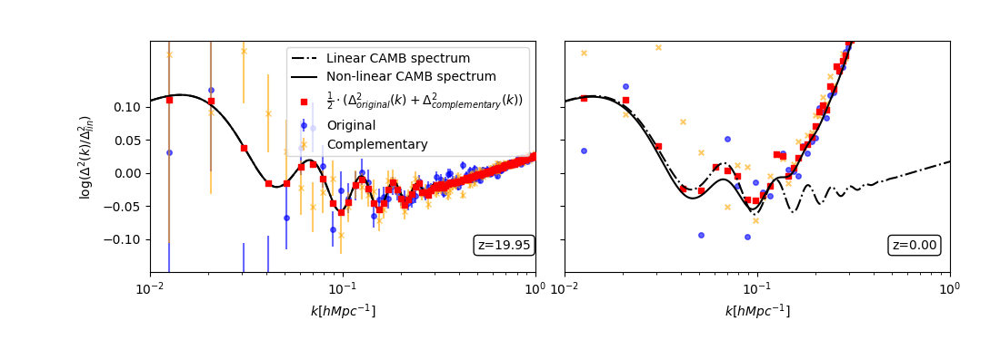 Linear CAMB spectrum
Non-linear CAMB spectrum
½ · (Δ²original(k) + Δ²complementary(k))
Original
Complementary
log(Δ²(k)/Δ²lin)
0.10
0.05
0.00
−0.05
−0.10
z=19.95
z=0.00
10⁻² 10⁻¹ 10⁰
10⁻² 10⁻¹ 10⁰
k[hMpc⁻¹]
k[hMpc⁻¹]